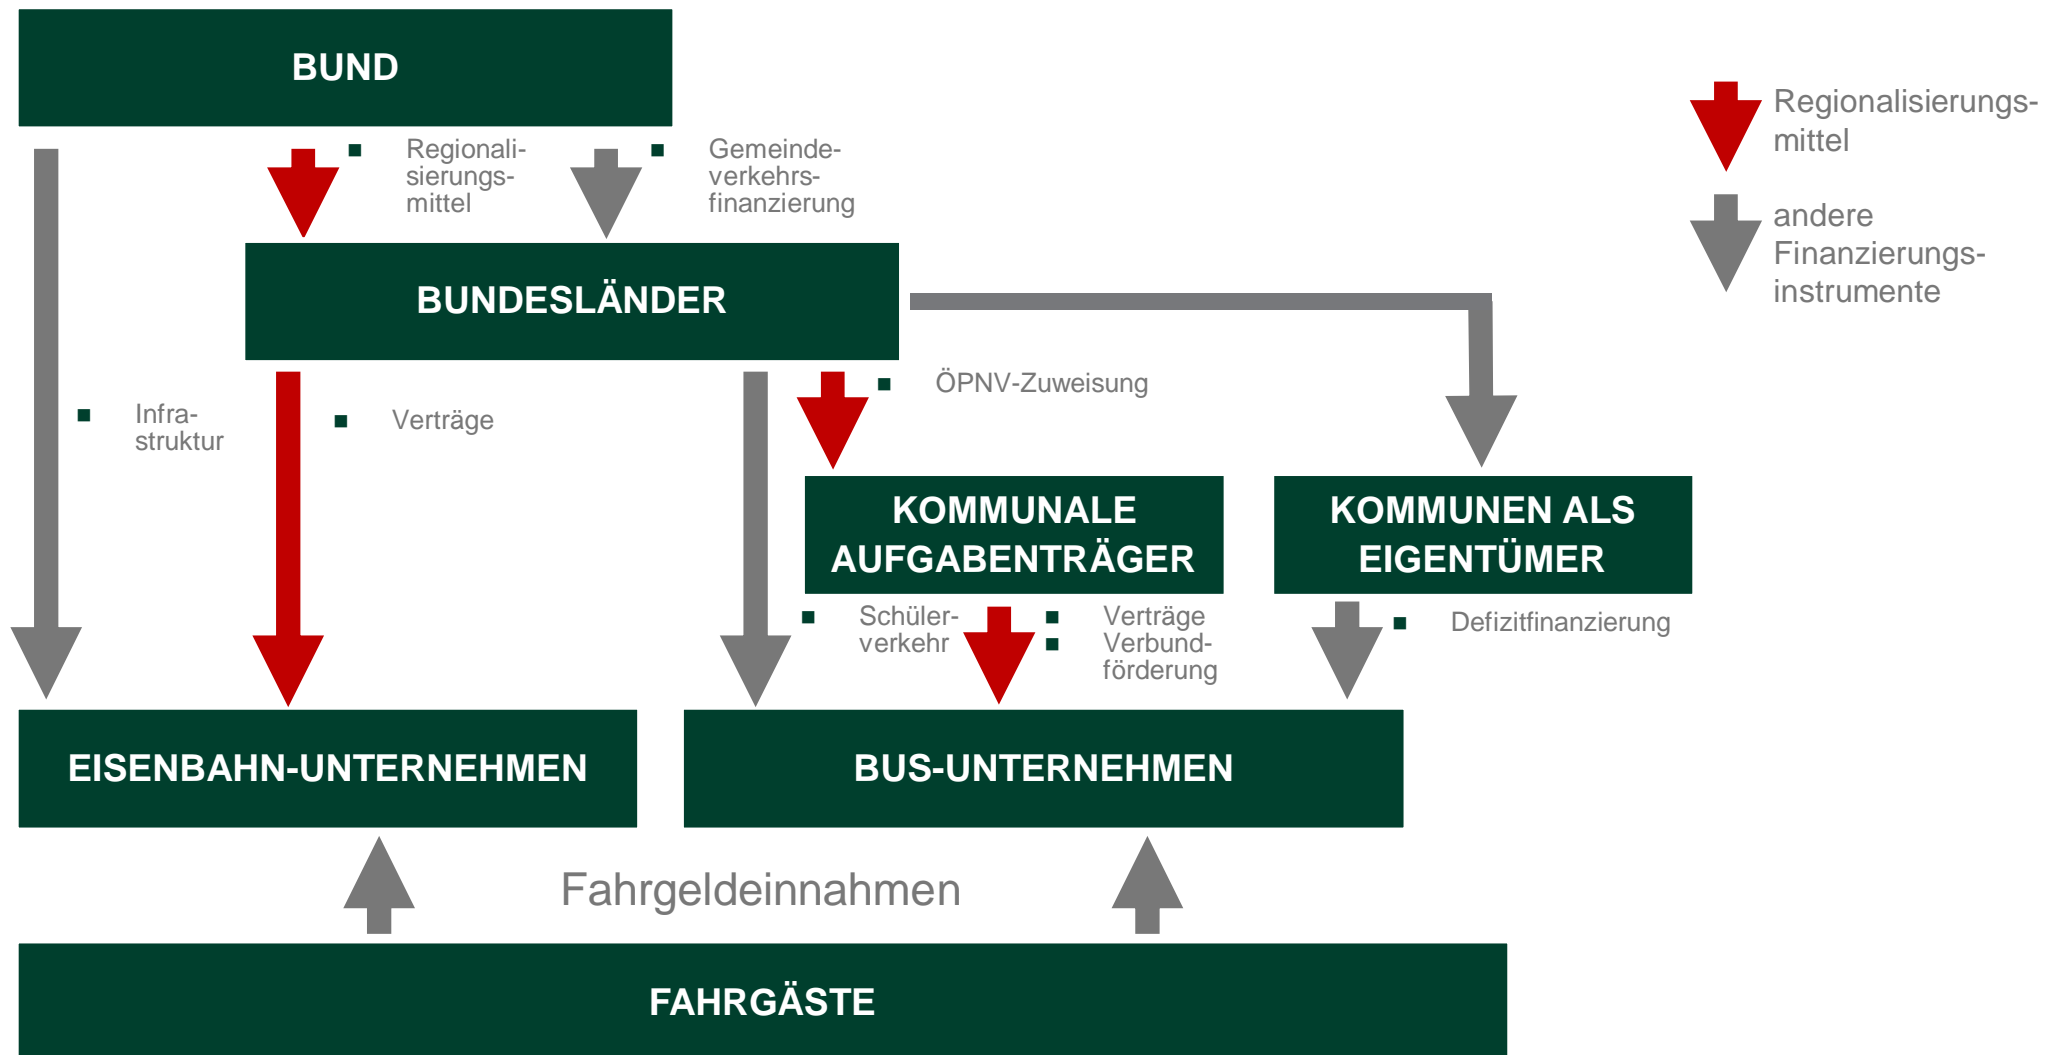 BUND
Regionali-
sierungs-
mittel
Gemeinde-
verkehrs-
finanzierung
Regionalisierungs-
mittel
andere
Finanzierungs-
instrumente
BUNDESLÄNDER
Infra-
struktur
Verträge
ÖPNV-Zuweisung
KOMMUNALE
AUFGABENTRÄGER
KOMMUNEN ALS
EIGENTÜMER
Schüler-
verkehr
Verträge
Verbund-
förderung
Defizitfinanzierung
EISENBAHN-UNTERNEHMEN
BUS-UNTERNEHMEN
Fahrgeldeinnahmen
FAHRGÄSTE